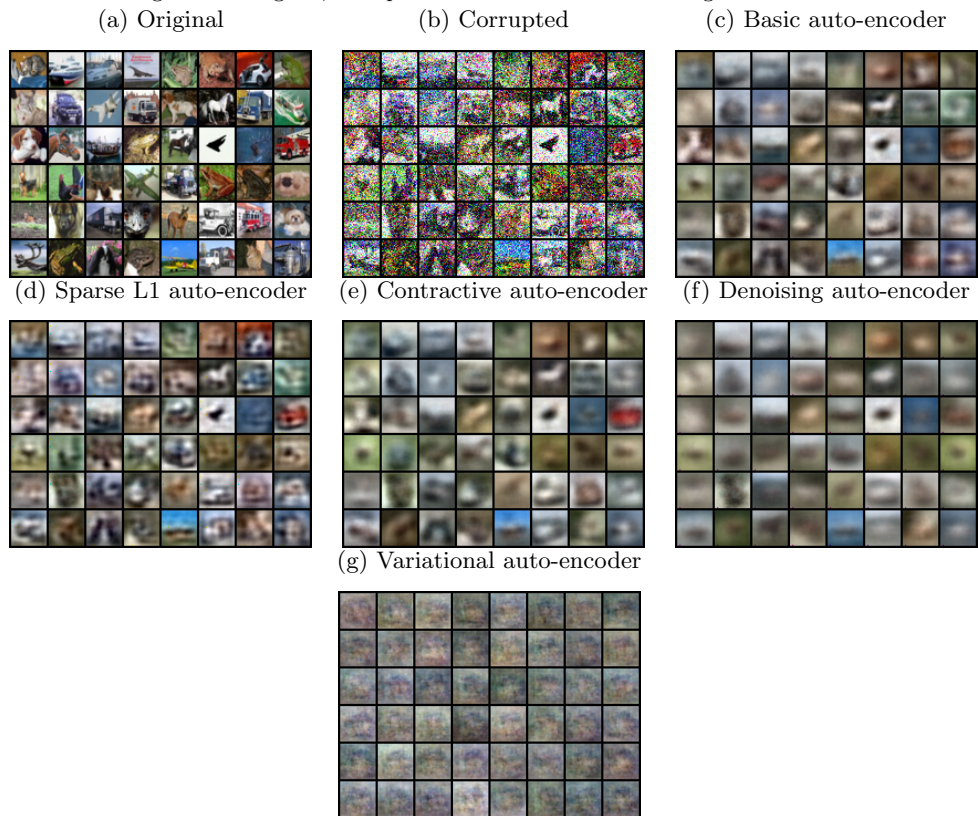 (a) Original
(b) Corrupted
(c) Basic auto-encoder
(d) Sparse L1 auto-encoder
(e) Contractive auto-encoder
(f) Denoising auto-encoder
(g) Variational auto-encoder